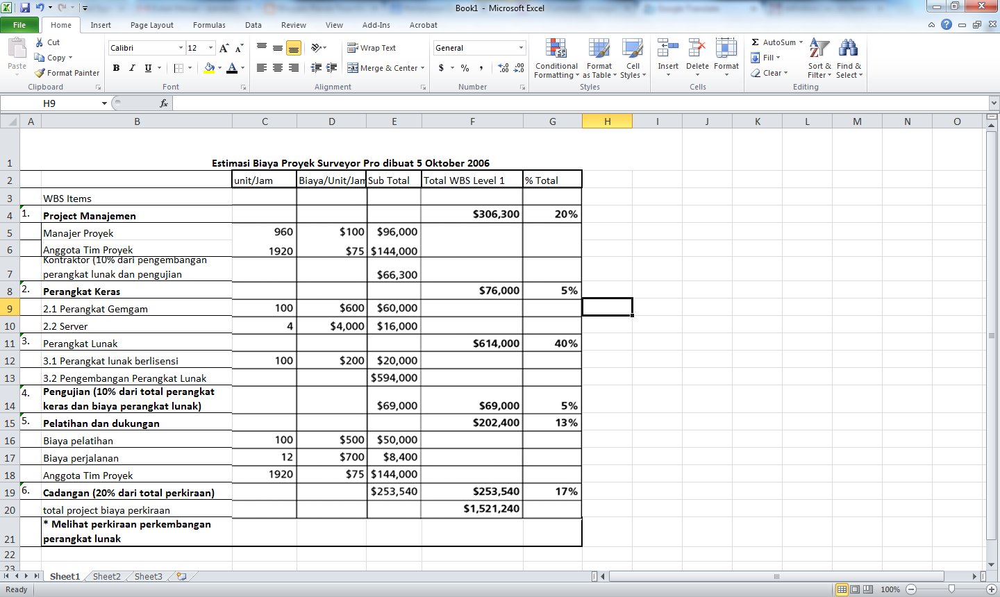 Book1 - Microsoft Excel
File Home Insert Page Layout Formulas Data Review View Add-Ins Acrobat
Cut
Copy
Format Painter
Paste
Clipboard
Calibri 12
B I U
Font
Wrap Text
Merge & Center
Alignment
General
$ % ,
Number
Conditional Formatting
Format as Table
Cell Styles
Styles
Insert Delete Format
Cells
AutoSum
Fill
Clear
Sort & Filter
Find & Select
Editing
H9 fx
A B C D E F G H I J K L M N O
1 Estimasi Biaya Proyek Surveyor Pro dibuat 5 Oktober 2006
2 unit/Jam Biaya/Unit/Jam Sub Total Total WBS Level 1 % Total
3 WBS Items
4 1. Project Manajemen $306,300 20%
5 Manajer Proyek 960 $100 $96,000
6 Anggota Tim Proyek 1920 $75 $144,000
Kontraktor (10% dari pengembangan
7 perangkat lunak dan pengujian $66,300
8 2. Perangkat Keras $76,000 5%
9 2.1 Perangkat Gemgam 100 $600 $60,000
10 2.2 Server 4 $4,000 $16,000
11 3. Perangkat Lunak $614,000 40%
12 3.1 Perangkat lunak berlisensi 100 $200 $20,000
13 3.2 Pengembangan Perangkat Lunak $594,000
4. Pengujian (10% dari total perangkat
14 keras dan biaya perangkat lunak) $69,000 $69,000 5%
15 5. Pelatihan dan dukungan $202,400 13%
16 Biaya pelatihan 100 $500 $50,000
17 Biaya perjalanan 12 $700 $8,400
18 Anggota Tim Proyek 1920 $75 $144,000
19 6. Cadangan (20% dari total perkiraan) $253,540 $253,540 17%
20 total project biaya perkiraan $1,521,240
* Melihat perkiraan perkembangan
21 perangkat lunak
22
23
Sheet1 Sheet2 Sheet3
Ready 100%